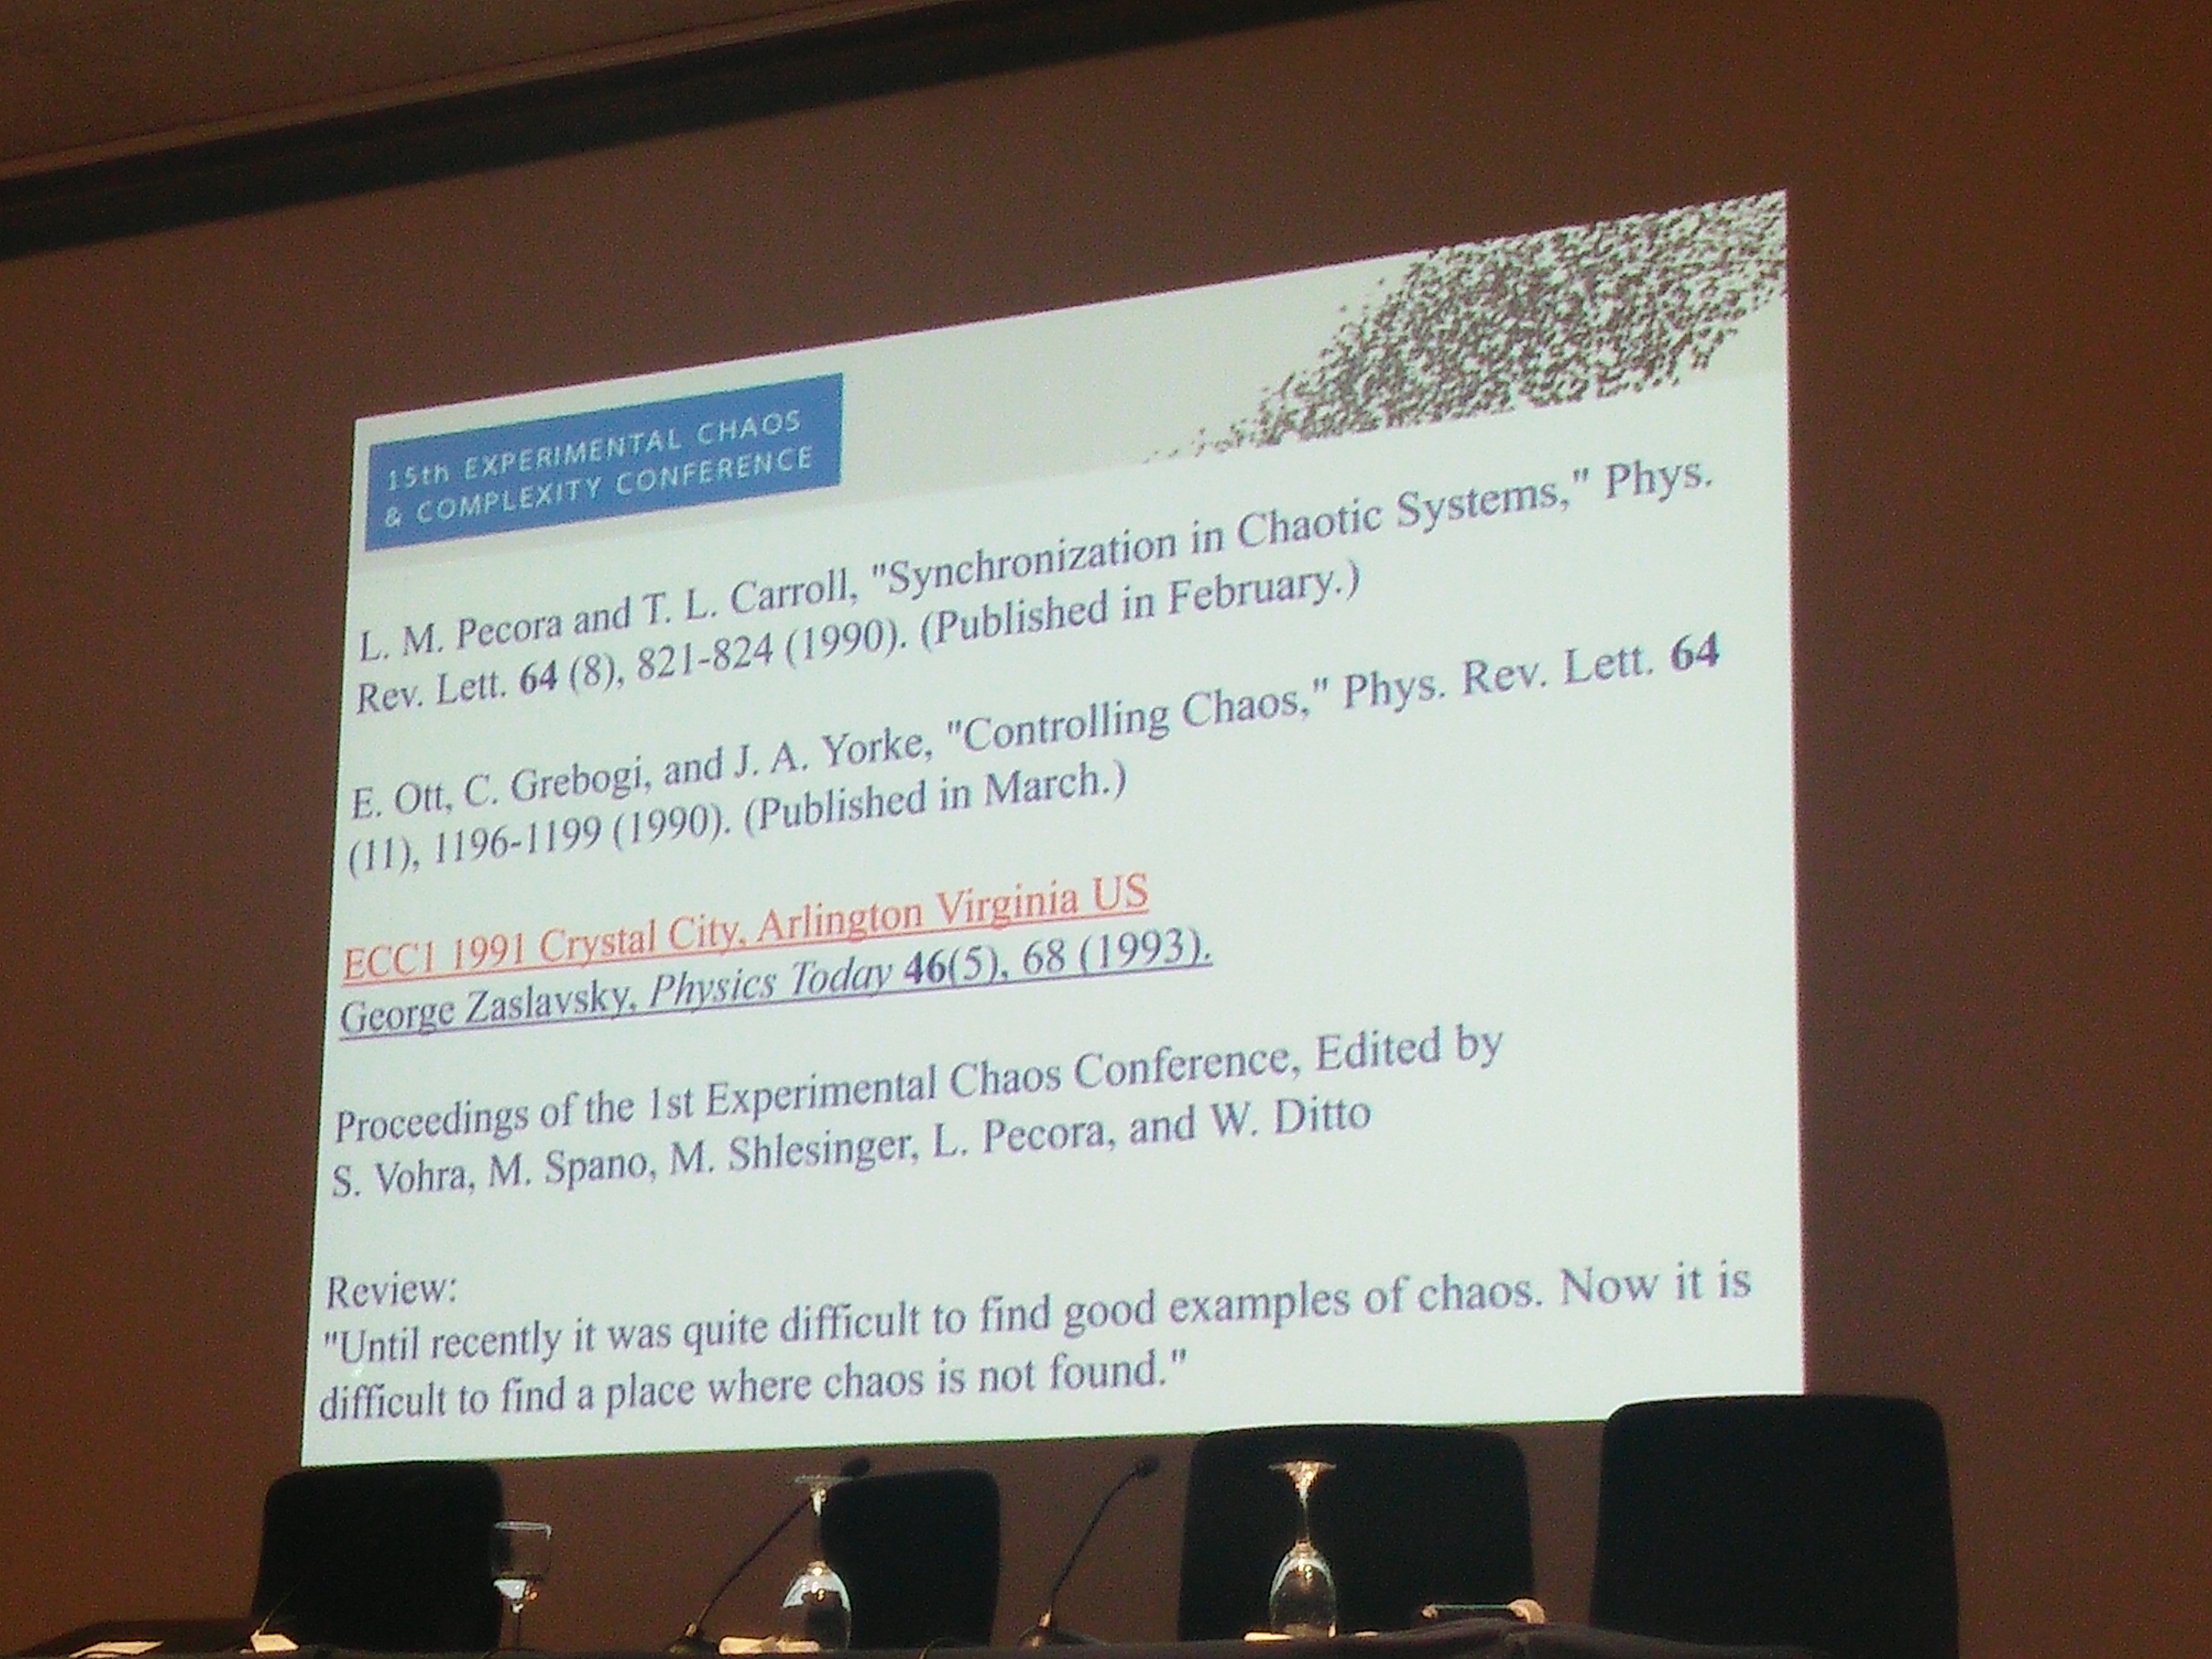 15th EXPERIMENTAL CHAOS
& COMPLEXITY CONFERENCE
L. M. Pecora and T. L. Carroll, "Synchronization in Chaotic Systems," Phys.
Rev. Lett. 64 (8), 821-824 (1990). (Published in February.)
E. Ott, C. Grebogi, and J. A. Yorke, "Controlling Chaos," Phys. Rev. Lett. 64
(11), 1196-1199 (1990). (Published in March.)
ECC1 1991 Crystal City, Arlington Virginia US
George Zaslavsky, Physics Today 46(5), 68 (1993).
Proceedings of the 1st Experimental Chaos Conference, Edited by
S. Vohra, M. Spano, M. Shlesinger, L. Pecora, and W. Ditto
Review:
"Until recently it was quite difficult to find good examples of chaos. Now it is
difficult to find a place where chaos is not found."